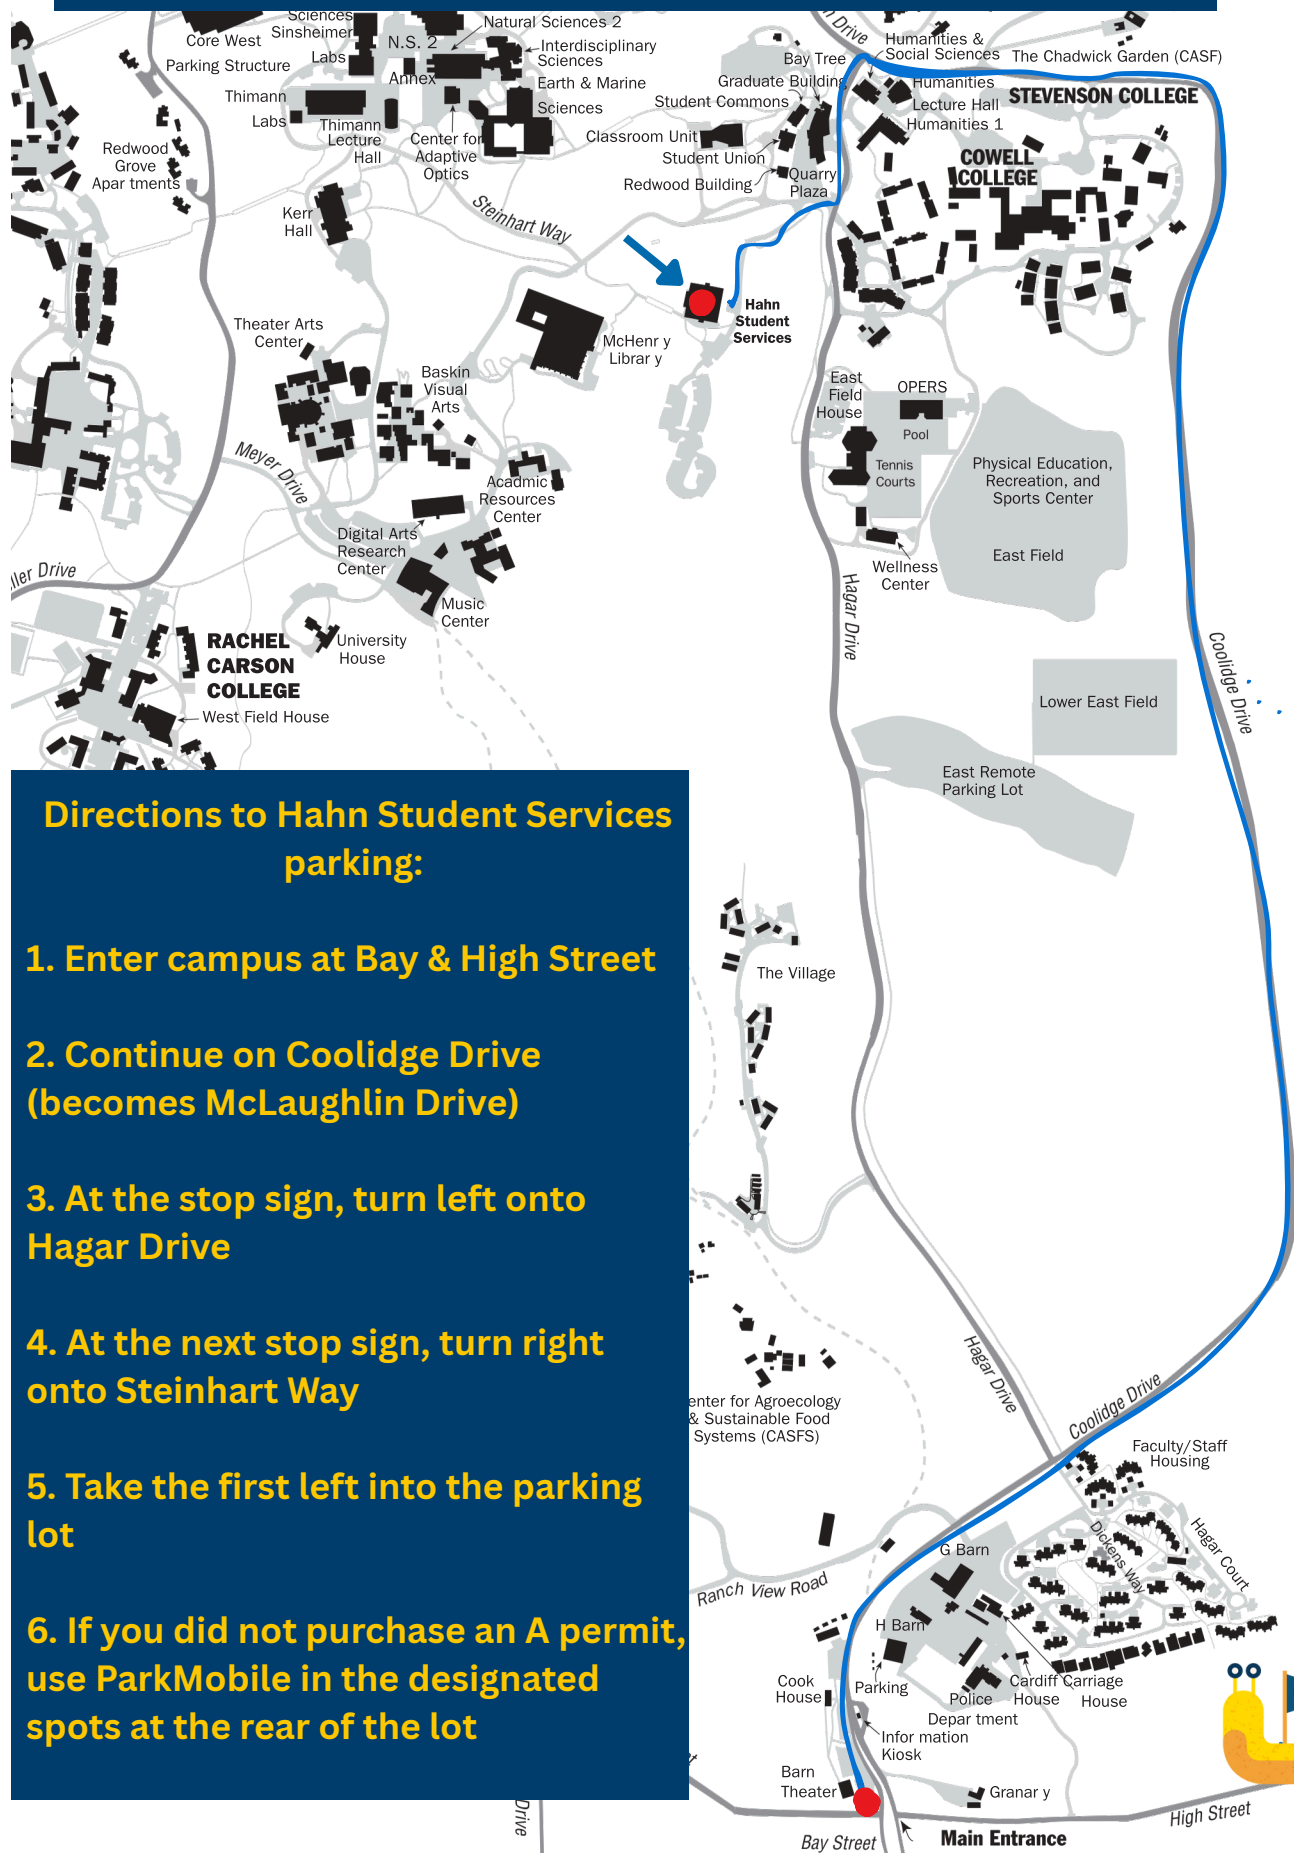 Sciences
Sinsheimer
Labs
Core West
Parking Structure
N.S. 2
Annex
Natural Sciences 2
Interdisciplinary
Sciences
Earth & Marine
Sciences
Thimann
Labs
Thimann
Lecture
Hall
Center for
Adaptive
Optics
Redwood
Grove
Apar tments
Kerr
Hall
Steinhart Way
Drive
Bay Tree
Graduate Building
Student Commons
Classroom Unit
Student Union
Redwood Building
Quarry
Plaza
Humanities &
Social Sciences
Humanities
Lecture Hall
Humanities 1
The Chadwick Garden (CASF)
STEVENSON COLLEGE
COWELL
COLLEGE
Hahn
Student
Services
McHenr y
Librar y
Theater Arts
Center
Baskin
Visual
Arts
Meyer Drive
Acadmic
Resources
Center
Digital Arts
Research
Center
Music
Center
University
House
ller Drive
RACHEL
CARSON
COLLEGE
West Field House
East
Field
House
OPERS
Pool
Tennis
Courts
Physical Education,
Recreation, and
Sports Center
East Field
Wellness
Center
Hagar Drive
Coolidge Drive
Lower East Field
East Remote
Parking Lot
The Village
Directions to Hahn Student Services
parking:
1. Enter campus at Bay & High Street
2. Continue on Coolidge Drive
(becomes McLaughlin Drive)
3. At the stop sign, turn left onto
Hagar Drive
4. At the next stop sign, turn right
onto Steinhart Way
5. Take the first left into the parking
lot
6. If you did not purchase an A permit,
use ParkMobile in the designated
spots at the rear of the lot
Hagar Drive
Coolidge Drive
enter for Agroecology
& Sustainable Food
Systems (CASFS)
Faculty/Staff
Housing
Dickens Way
Hagar Court
G Barn
Ranch View Road
H Barn
Cook
House
Parking
Police
Depar tment
Cardiff
House
Carriage
House
Infor mation
Kiosk
Barn
Theater
Granar y
High Street
Bay Street
Main Entrance
Drive